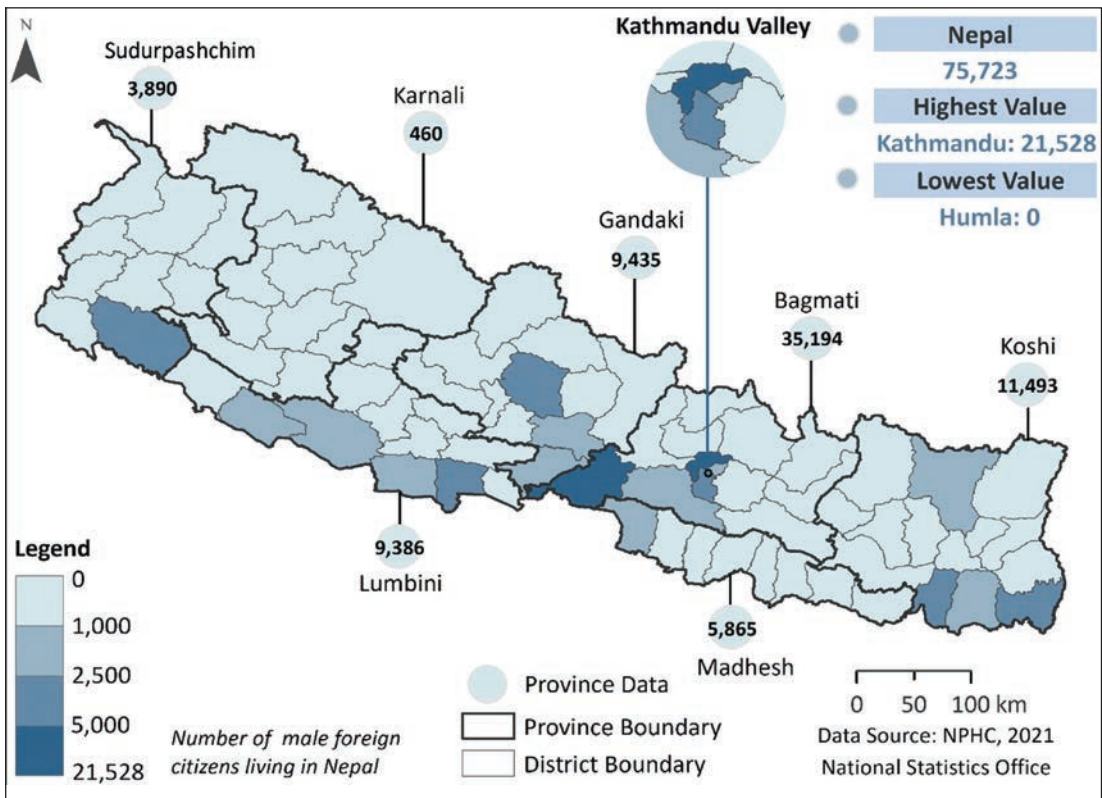 N
Sudurpashchim
3,890
Karnali
460
Kathmandu Valley
Nepal
75,723
Highest Value
Kathmandu: 21,528
Lowest Value
Humla: 0
Gandaki
9,435
Bagmati
35,194
Koshi
11,493
9,386
Lumbini
5,865
Madhesh
Legend
0
1,000
2,500
5,000
21,528
Number of male foreign
citizens living in Nepal
Province Data
Province Boundary
District Boundary
0 50 100 km
Data Source: NPHC, 2021
National Statistics Office